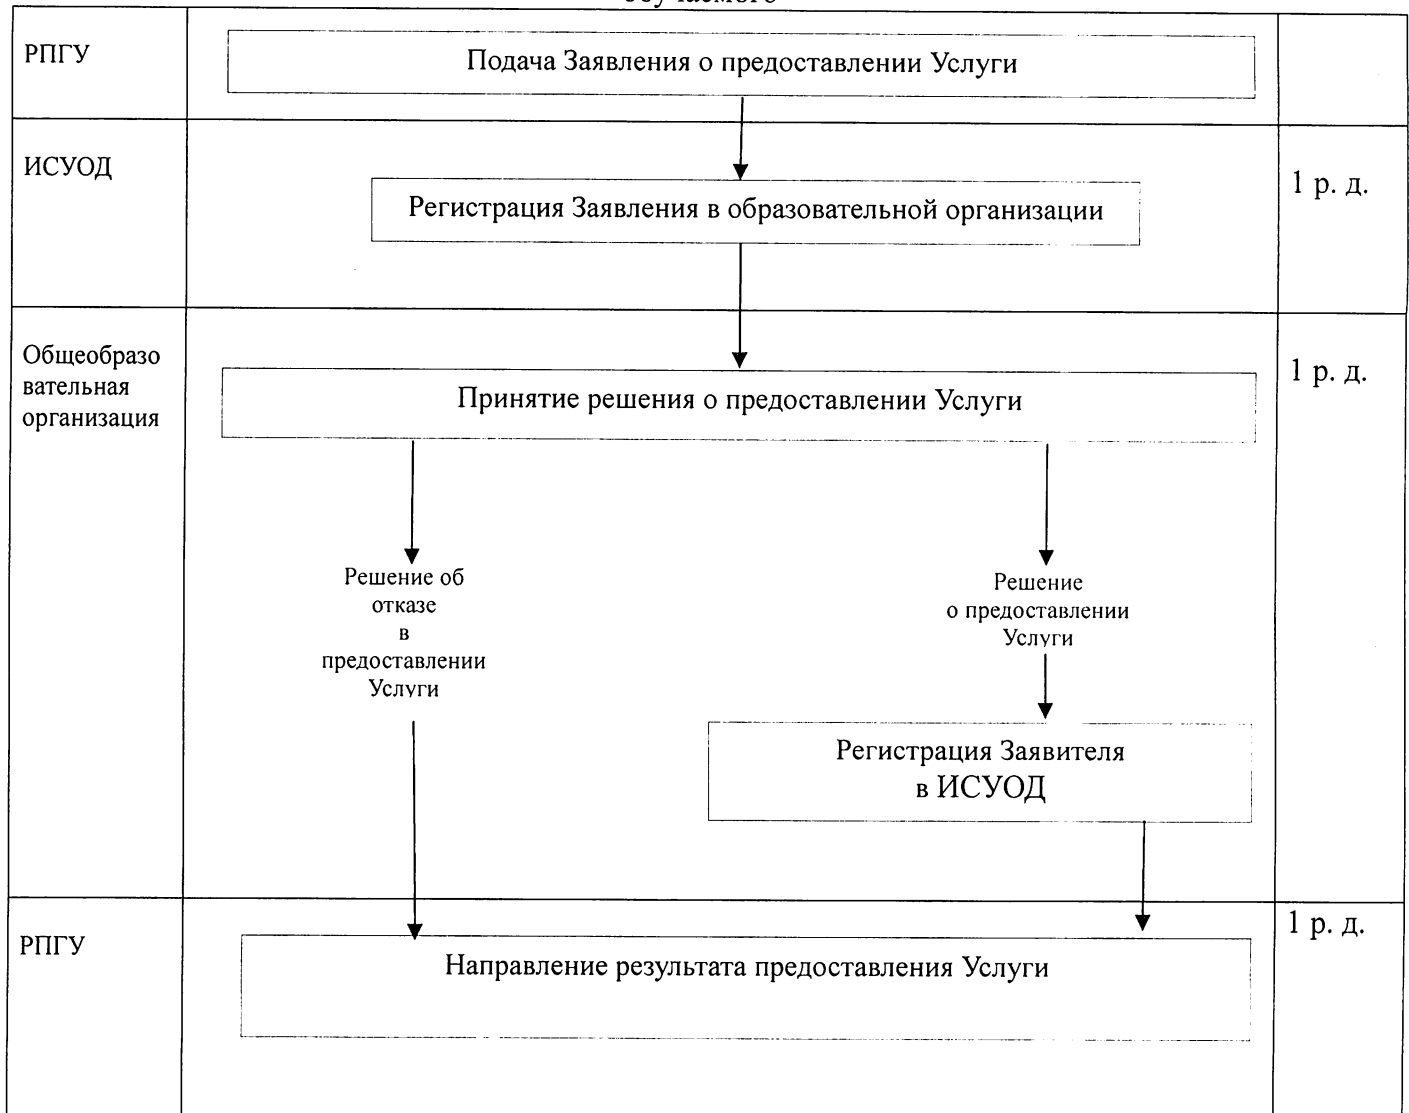 РПГУ
Подача Заявления о предоставлении Услуги
ИСУОД
1 р. д.
Регистрация Заявления в образовательной организации
Общеобразо
вательная
организация
1 р. д.
Принятие решения о предоставлении Услуги
Решение об
отказе
в
предоставлении
Услуги
Решение
о предоставлении
Услуги
Регистрация Заявителя
в ИСУОД
РПГУ
1 р. д.
Направление результата предоставления Услуги